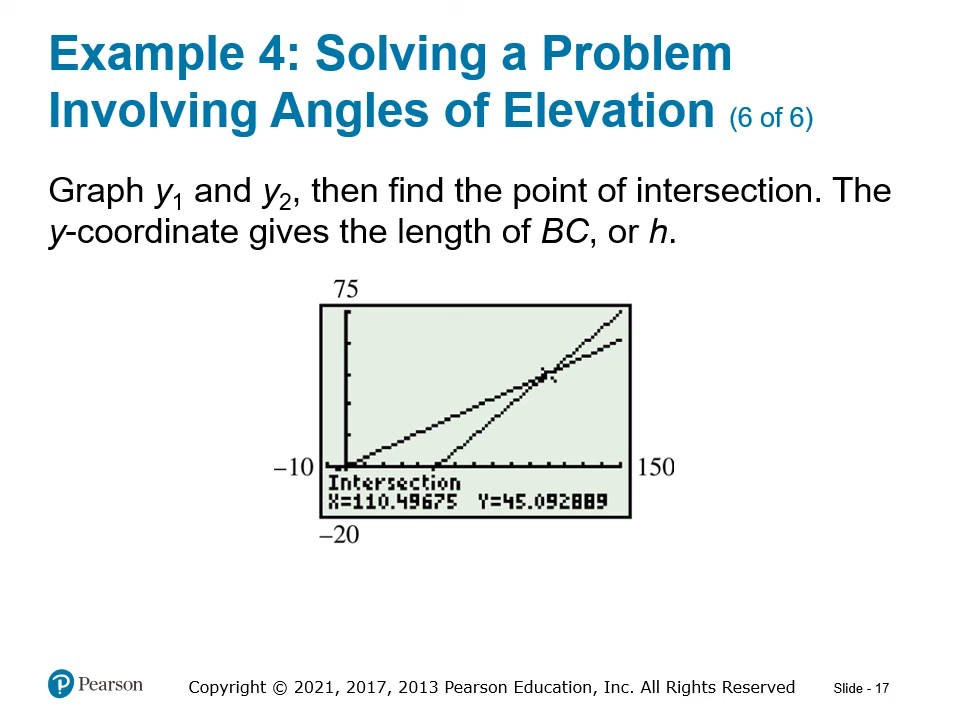 Example 4: Solving a Problem
Involving Angles of Elevation (6 of 6)
Graph y₁ and y₂, then find the point of intersection. The
y-coordinate gives the length of BC, or h.
75
−10
150
Intersection
X=110.49675 Y=45.092889
−20
Pearson
Copyright © 2021, 2017, 2013 Pearson Education, Inc. All Rights Reserved
Slide - 17